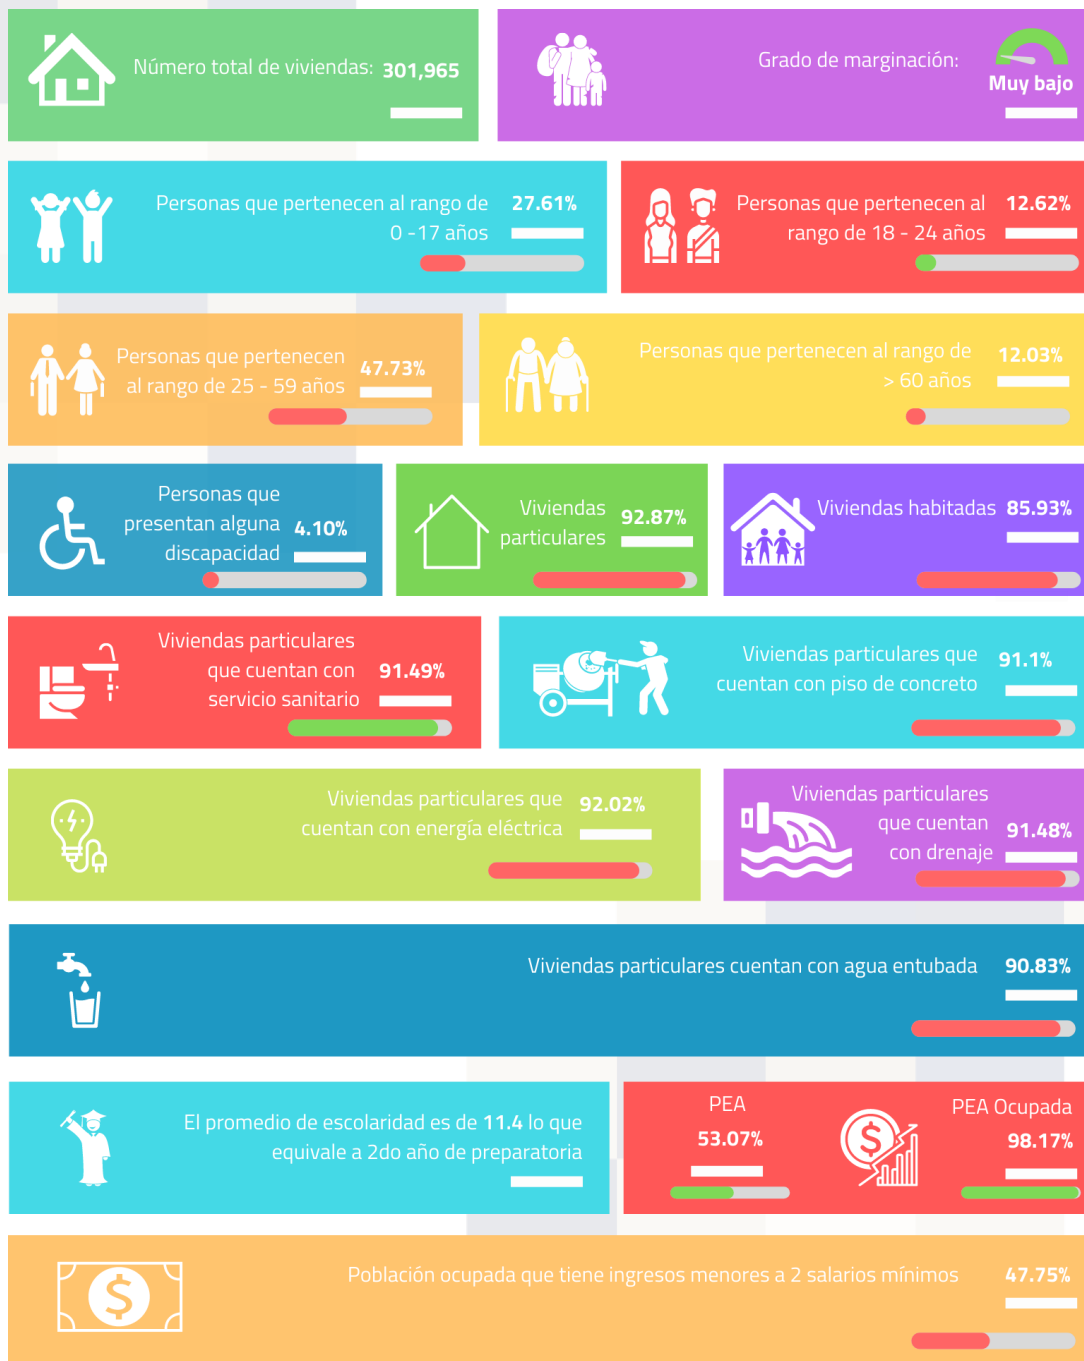 Número total de viviendas: 301,965
Grado de marginación:
Muy bajo
Personas que pertenecen al rango de 27.61%
0 -17 años
Personas que pertenecen al 12.62%
rango de 18 - 24 años
Personas que pertenecen 47.73%
al rango de 25 - 59 años
Personas que pertenecen al rango de 12.03%
> 60 años
Personas que
presentan alguna 4.10%
discapacidad
Viviendas 92.87%
particulares
Viviendas habitadas 85.93%
Viviendas particulares
que cuentan con 91.49%
servicio sanitario
Viviendas particulares que 91.1%
cuentan con piso de concreto
Viviendas particulares que 92.02%
cuentan con energía eléctrica
Viviendas particulares
que cuentan 91.48%
con drenaje
Viviendas particulares cuentan con agua entubada 90.83%
El promedio de escolaridad es de 11.4 lo que
equivale a 2do año de preparatoria
PEA
53.07%
PEA Ocupada
98.17%
Población ocupada que tiene ingresos menores a 2 salarios mínimos 47.75%